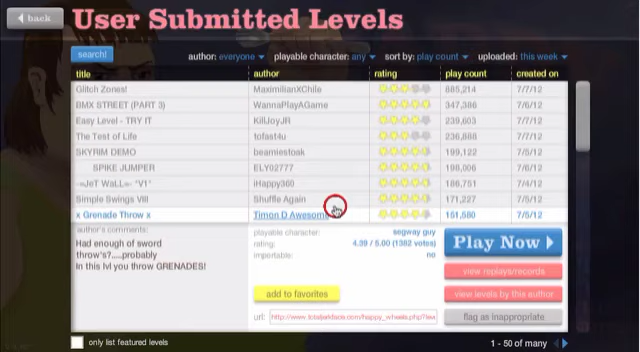 back
User Submitted Levels
search!
author: everyone playable character: any sort by: play count uploaded: this week
title author rating play count created on
Glitch Zones! MaximilianXChile 885,214 7/7/12
BMX STREET (PART 3) WannaPlayAGame 347,386 7/6/12
Easy Level - TRY IT KillJoyJR 239,603 7/7/12
The Test of Life tofast4u 236,888 7/5/12
SKYRIM DEMO beamiestoak 199,122 7/5/12
SPIKE JUMPER ELY02777 7/6/12
iHappy360 186,751 7/4/12
Simple Swings VIII Shuffle Again 171,227 7/5/12
x Grenade Throw x Timon D Awesome 151,580 7/5/12
author's comments:
Had enough of sword
throw's?.....probably
In this lvl you throw GRENADES!
playable character: segway guy
rating: 4.39 / 5.00 (1382 votes)
importable: no
Play Now
view replays/records
add to favorites
view levels by this author
url: http://www.totaljerkface.com/happy_wheels.php?lev
flag as inappropriate
only list featured levels
1 - 50 of many